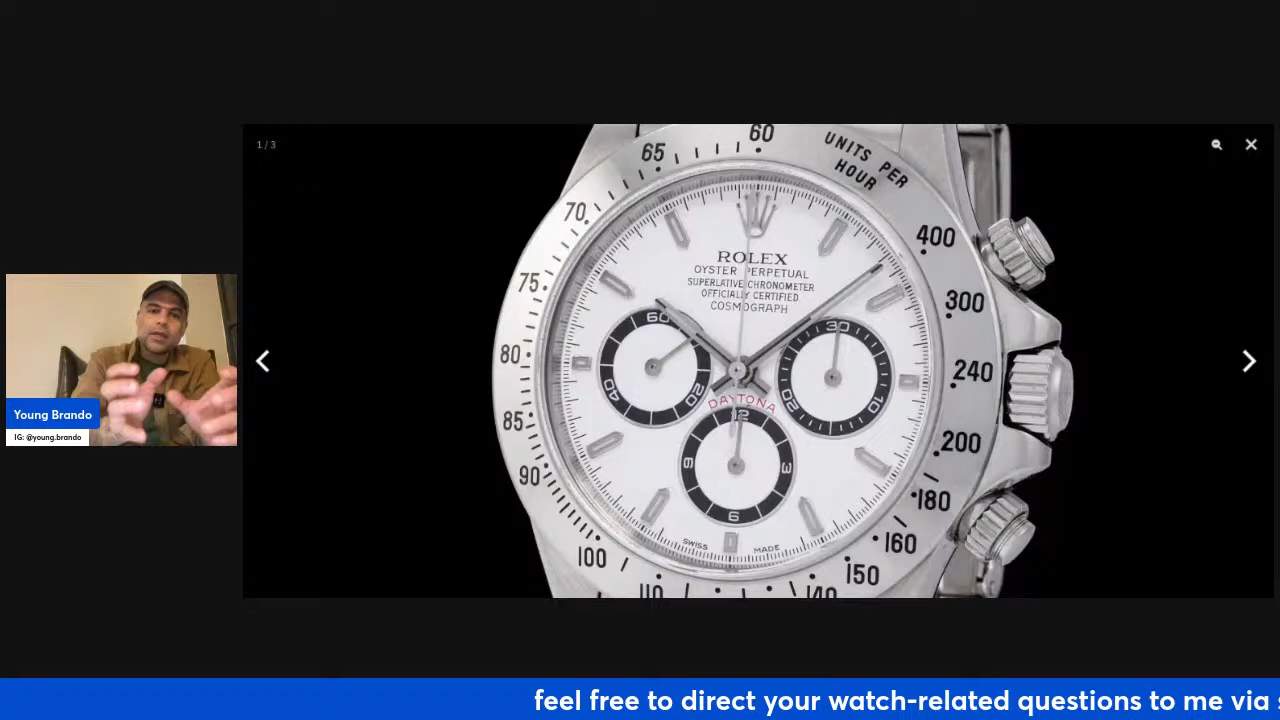 1 / 3
60
UNITS PER
HOUR
65
70
75
80
85
90
100
110
140
150
160
180
200
240
300
400
ROLEX
OYSTER PERPETUAL
SUPERLATIVE CHRONOMETER
OFFICIALLY CERTIFIED
COSMOGRAPH
60
20
40
30
10
20
DAYTONA
12
3
6
9
SWISS MADE
Young Brando
IG: @young.brando
feel free to direct your watch-related questions to me via